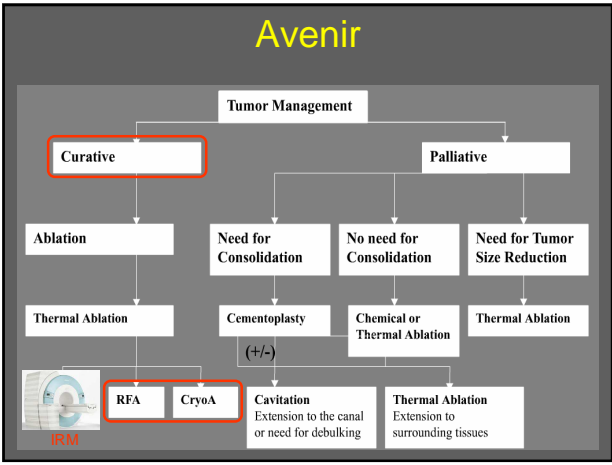 Avenir
Tumor Management
Curative
Palliative
Ablation
Need for
Consolidation
No need for
Consolidation
Need for Tumor
Size Reduction
Thermal Ablation
Cementoplasty
Chemical or
Thermal Ablation
Thermal Ablation
(+/-)
IRM
RFA
CryoA
Cavitation
Extension to the canal
or need for debulking
Thermal Ablation
Extension to
surrounding tissues